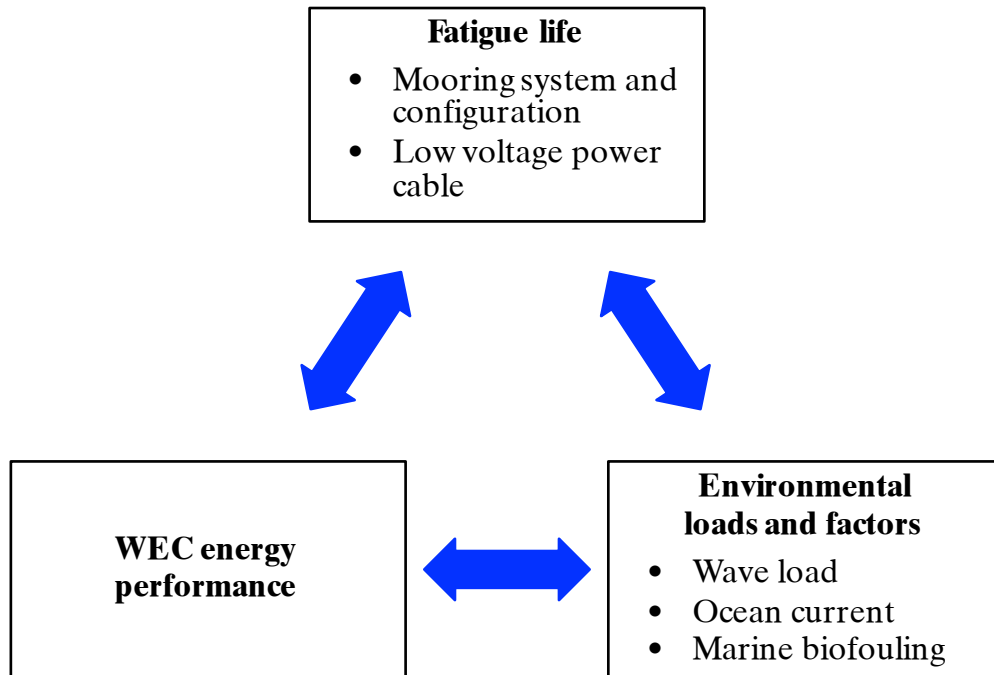 Fatigue life
• Mooring system and
configuration
• Low voltage power
cable
WEC energy
performance
Environmental
loads and factors
• Wave load
• Ocean current
• Marine biofouling